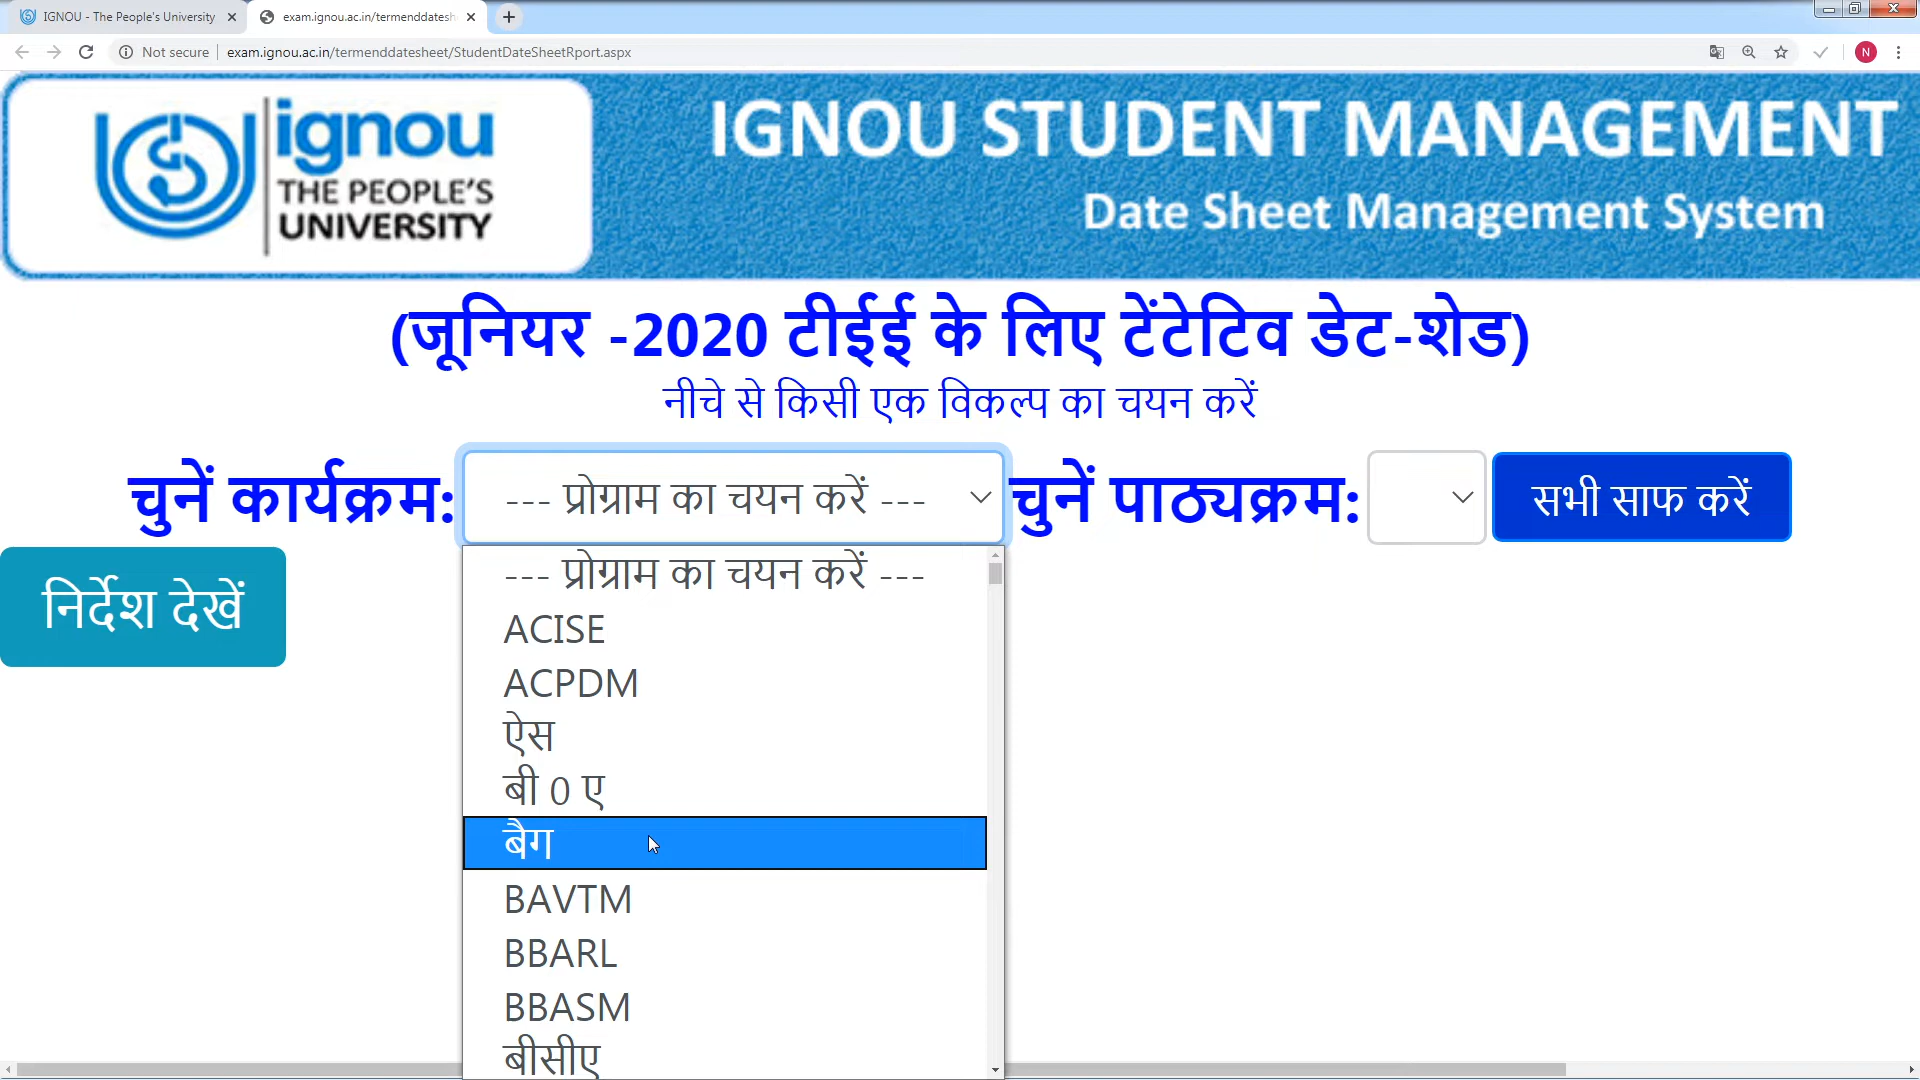 IGNOU - The People's University
exam.ignou.ac.in/termenddatesh
Not secure
exam.ignou.ac.in/termenddatesheet/StudentDateSheetRport.aspx
N
ignou
THE PEOPLE'S
UNIVERSITY
IGNOU STUDENT MANAGEMENT
Date Sheet Management System
(जूनियर -2020 टीईई के लिए टेंटेटिव डेट-शेड)
नीचे से किसी एक विकल्प का चयन करें
चुनें कार्यक्रम: --- प्रोग्राम का चयन करें --- चुनें पाठ्यक्रम: सभी साफ करें
निर्देश देखें
--- प्रोग्राम का चयन करें ---
ACISE
ACPDM
ऐस
बी 0 ए
बैग
BAVTM
BBARL
BBASM
बीसीए